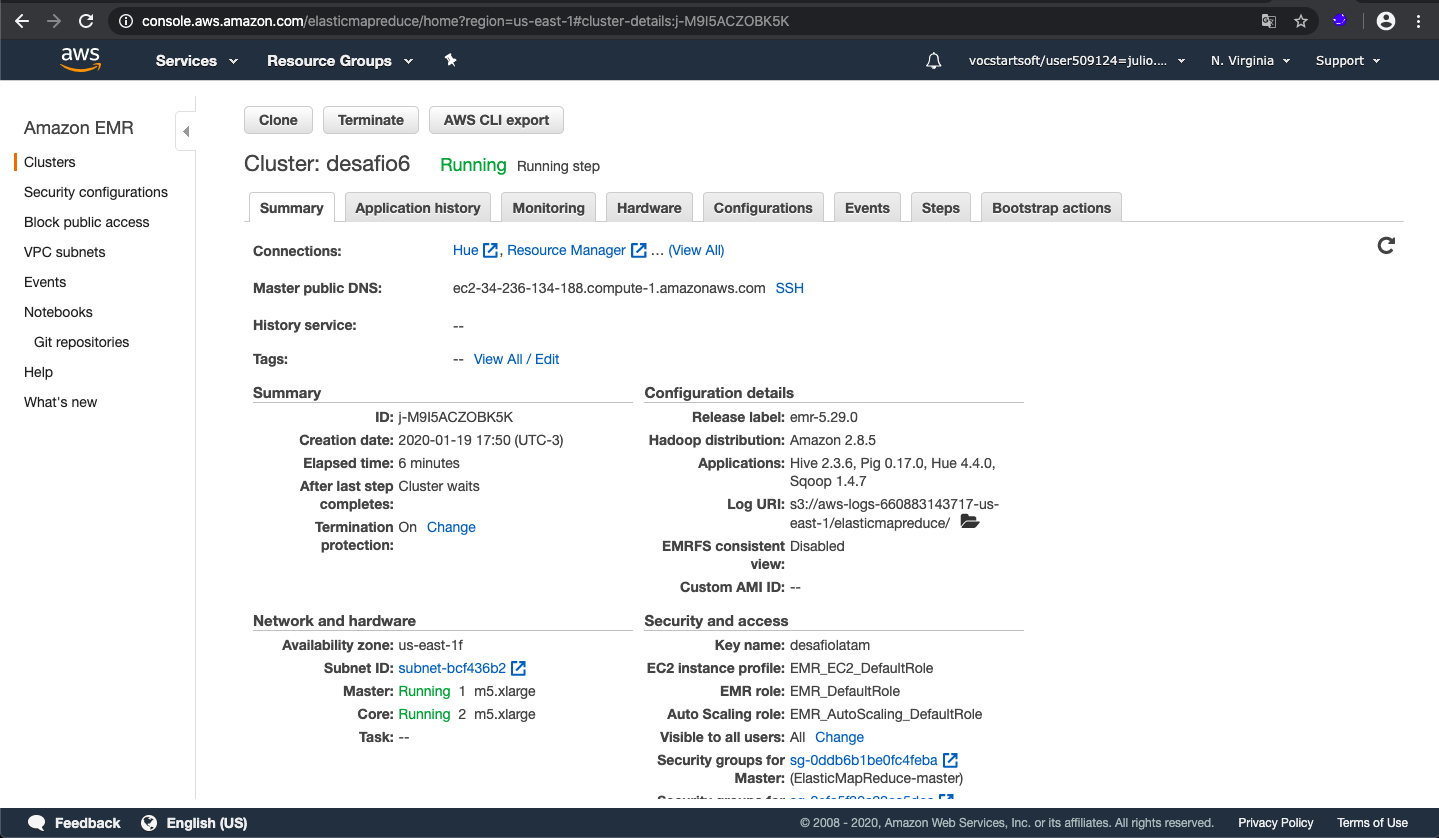 console.aws.amazon.com/elasticmapreduce/home?region=us-east-1#cluster-details:j-M9I5ACZOBK5K
aws Services Resource Groups vocstartsoft/user509124=julio.... N. Virginia Support
Amazon EMR
Clusters
Security configurations
Block public access
VPC subnets
Events
Notebooks
Git repositories
Help
What's new
Clone Terminate AWS CLI export
Cluster: desafio6 Running Running step
Summary Application history Monitoring Hardware Configurations Events Steps Bootstrap actions
Connections: Hue , Resource Manager ... (View All)
Master public DNS: ec2-34-236-134-188.compute-1.amazonaws.com SSH
History service: --
Tags: -- View All / Edit
Summary
ID: j-M9I5ACZOBK5K
Creation date: 2020-01-19 17:50 (UTC-3)
Elapsed time: 6 minutes
After last step Cluster waits
completes:
Termination On Change
protection:
Configuration details
Release label: emr-5.29.0
Hadoop distribution: Amazon 2.8.5
Applications: Hive 2.3.6, Pig 0.17.0, Hue 4.4.0,
Sqoop 1.4.7
Log URI: s3://aws-logs-660883143717-us-
east-1/elasticmapreduce/
EMRFS consistent Disabled
view:
Custom AMI ID: --
Network and hardware
Availability zone: us-east-1f
Subnet ID: subnet-bcf436b2
Master: Running 1 m5.xlarge
Core: Running 2 m5.xlarge
Task: --
Security and access
Key name: desafiolatam
EC2 instance profile: EMR_EC2_DefaultRole
EMR role: EMR_DefaultRole
Auto Scaling role: EMR_AutoScaling_DefaultRole
Visible to all users: All Change
Security groups for sg-0ddb6b1be0fc4feba
Master: (ElasticMapReduce-master)
Security groups for
Feedback English (US) © 2008 - 2020, Amazon Web Services, Inc. or its affiliates. All rights reserved. Privacy Policy Terms of Use